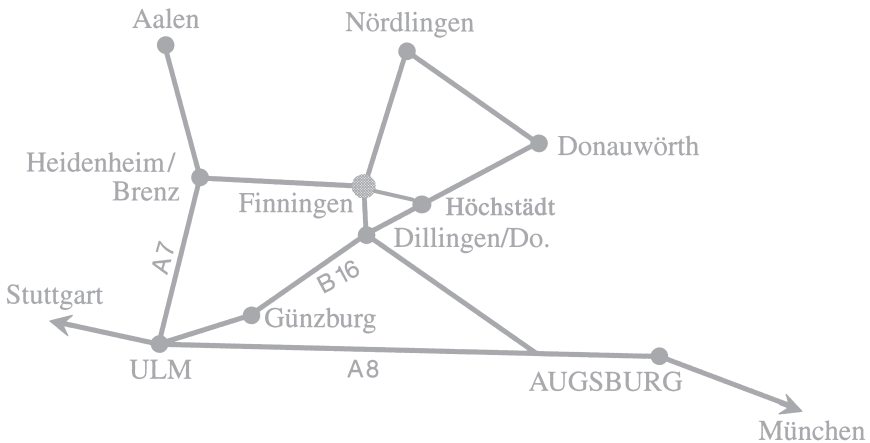 Aalen
Nördlingen
Donauwörth
Heidenheim/
Brenz
Finningen
Höchstädt
Dillingen/Do.
A7
B16
Stuttgart
Günzburg
ULM
A8
AUGSBURG
München